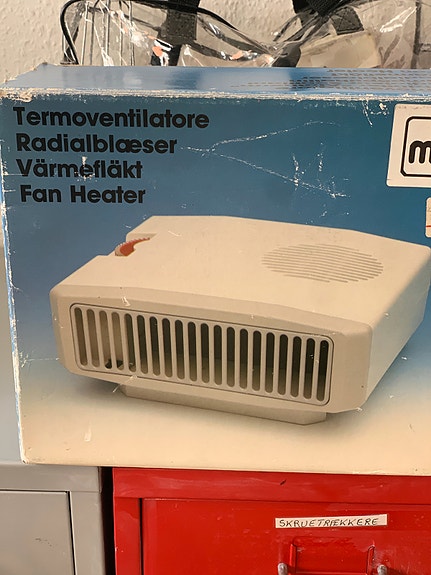 Termoventilatore
Radialblæser
Värmefläkt
Fan Heater
SKRUETRÆKKERE